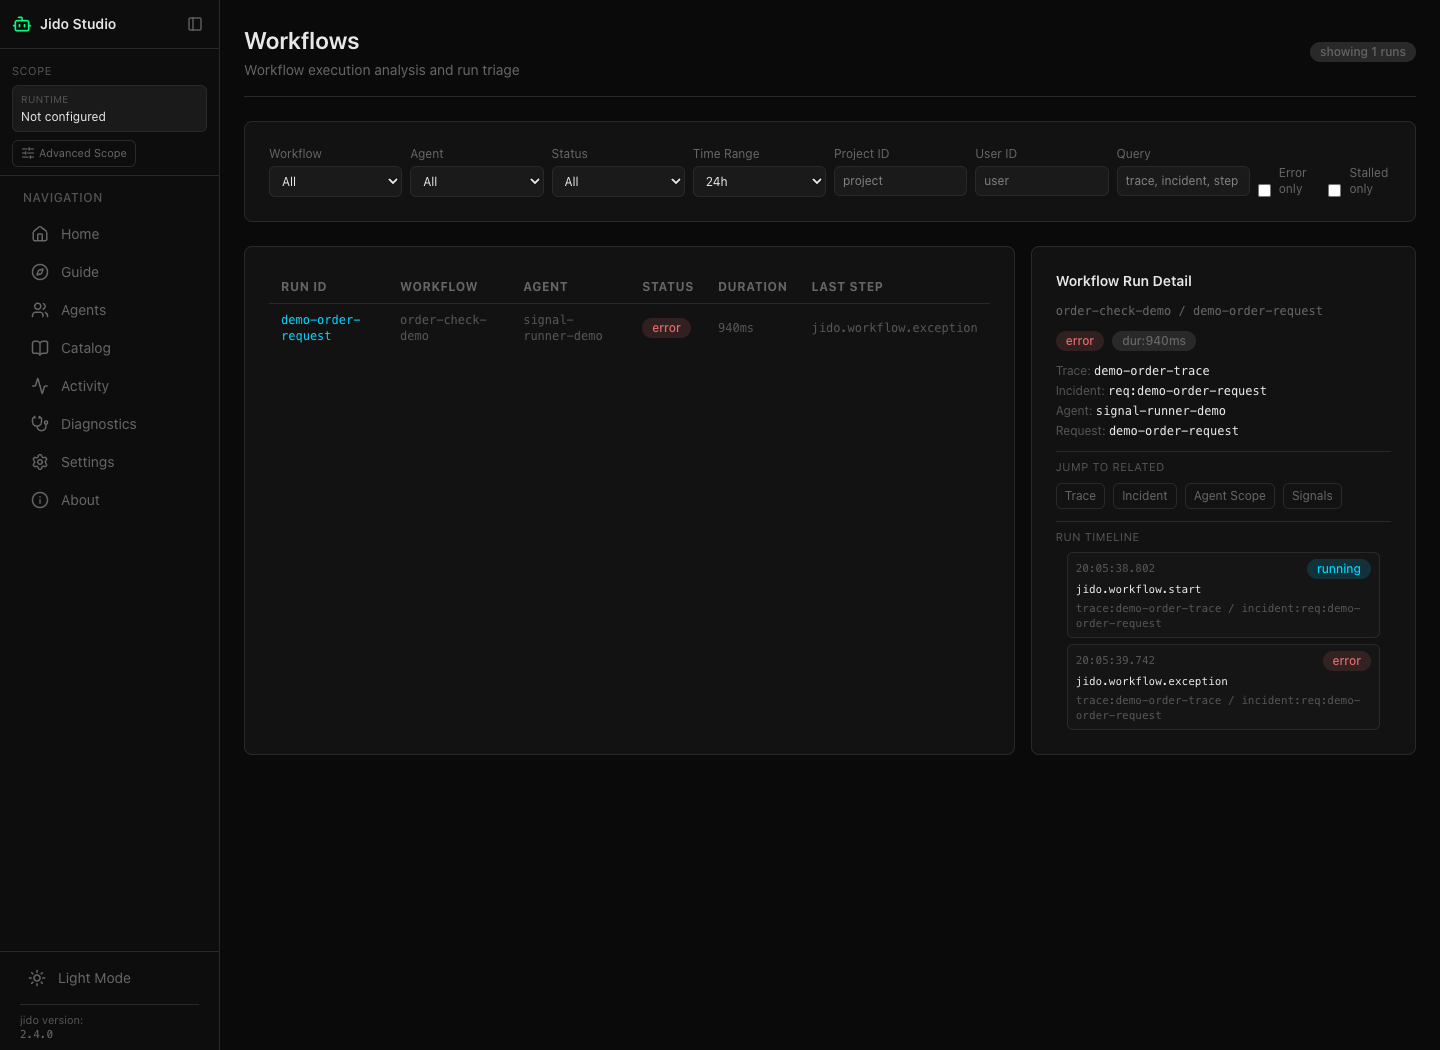 Jido Studio
SCOPE
RUNTIME
Not configured
Advanced Scope
NAVIGATION
Home
Guide
Agents
Catalog
Activity
Diagnostics
Settings
About
Light Mode
jido version:
2.4.0
Workflows
Workflow execution analysis and run triage
showing 1 runs
Workflow
All
Agent
All
Status
All
Time Range
24h
Project ID
project
User ID
user
Query
trace, incident, step
Error
only
Stalled
only
RUN ID WORKFLOW AGENT STATUS DURATION LAST STEP
demo-order- order-check- signal-
request demo runner-demo error 940ms jido.workflow.exception
Workflow Run Detail
order-check-demo / demo-order-request
error dur:940ms
Trace: demo-order-trace
Incident: req:demo-order-request
Agent: signal-runner-demo
Request: demo-order-request
JUMP TO RELATED
Trace Incident Agent Scope Signals
RUN TIMELINE
20:05:38.802 running
jido.workflow.start
trace:demo-order-trace / incident:req:demo-
order-request
20:05:39.742 error
jido.workflow.exception
trace:demo-order-trace / incident:req:demo-
order-request